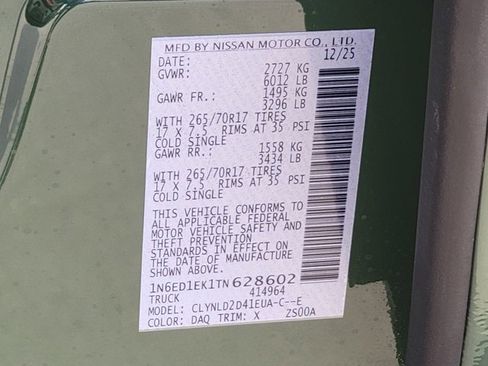 MFD BY NISSAN MOTOR CO., LTD.
DATE: 12/25
GVWR: 2727 KG
6012 LB
GAWR FR.: 1495 KG
3296 LB
WITH 265/70R17 TIRES
17 X 7.5 RIMS AT 35 PSI
COLD SINGLE
GAWR RR.: 1558 KG
3434 LB
WITH 265/70R17 TIRES
17 X 7.5 RIMS AT 35 PSI
COLD SINGLE
THIS VEHICLE CONFORMS TO
ALL APPLICABLE FEDERAL
MOTOR VEHICLE SAFETY AND
THEFT PREVENTION
STANDARDS IN EFFECT ON
THE DATE OF MANUFACTURE
SHOWN ABOVE.
1N6ED1EK1TN628602
TRUCK 414964
MODEL: CLYNLD2D41EUA-C--E
COLOR: DAQ TRIM: X ZS00A